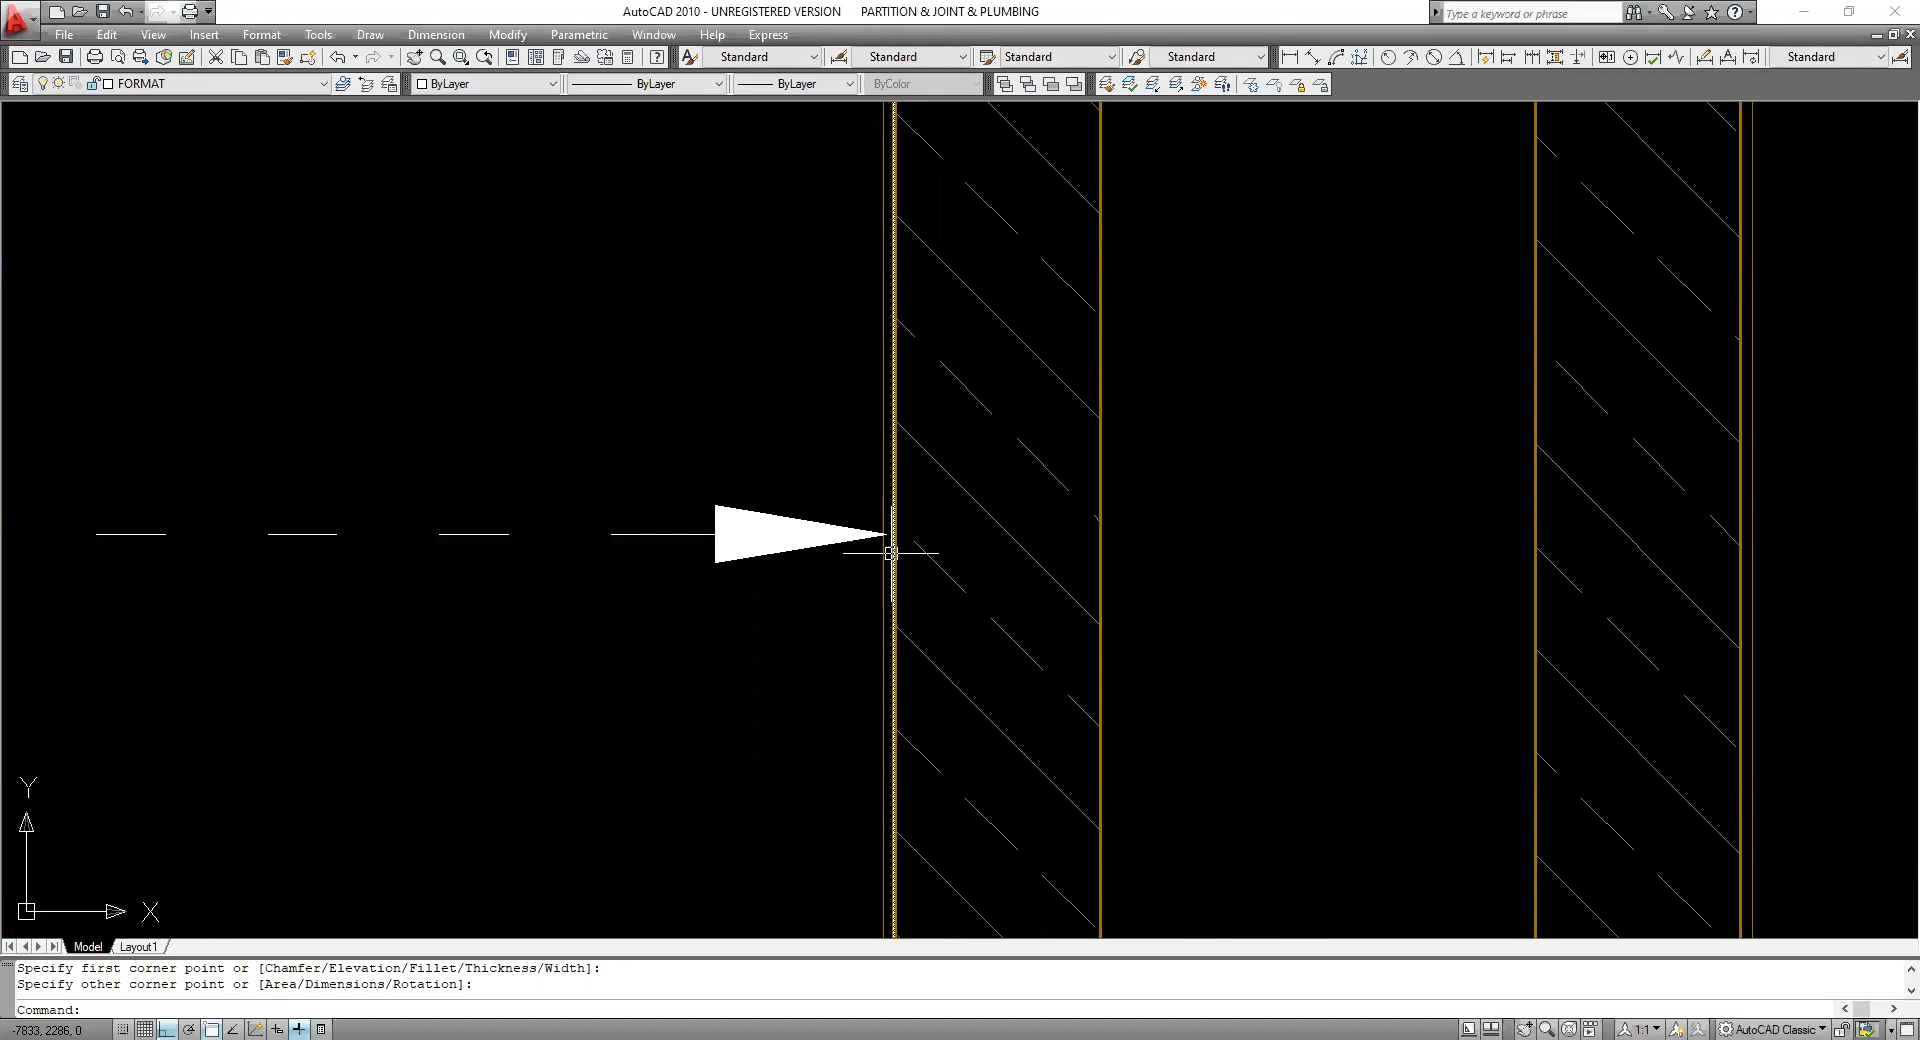 AutoCAD 2010 - UNREGISTERED VERSION PARTITION & JOINT & PLUMBING
Type a keyword or phrase
File Edit View Insert Format Tools Draw Dimension Modify Parametric Window Help Express
Standard Standard Standard Standard Standard
FORMAT ByLayer ByLayer ByLayer ByColor
Y
X
Model Layout1
Specify first corner point or [Chamfer/Elevation/Fillet/Thickness/Width]:
Specify other corner point or [Area/Dimensions/Rotation]:
Command:
-7833, 2286, 0 1:1 AutoCAD Classic